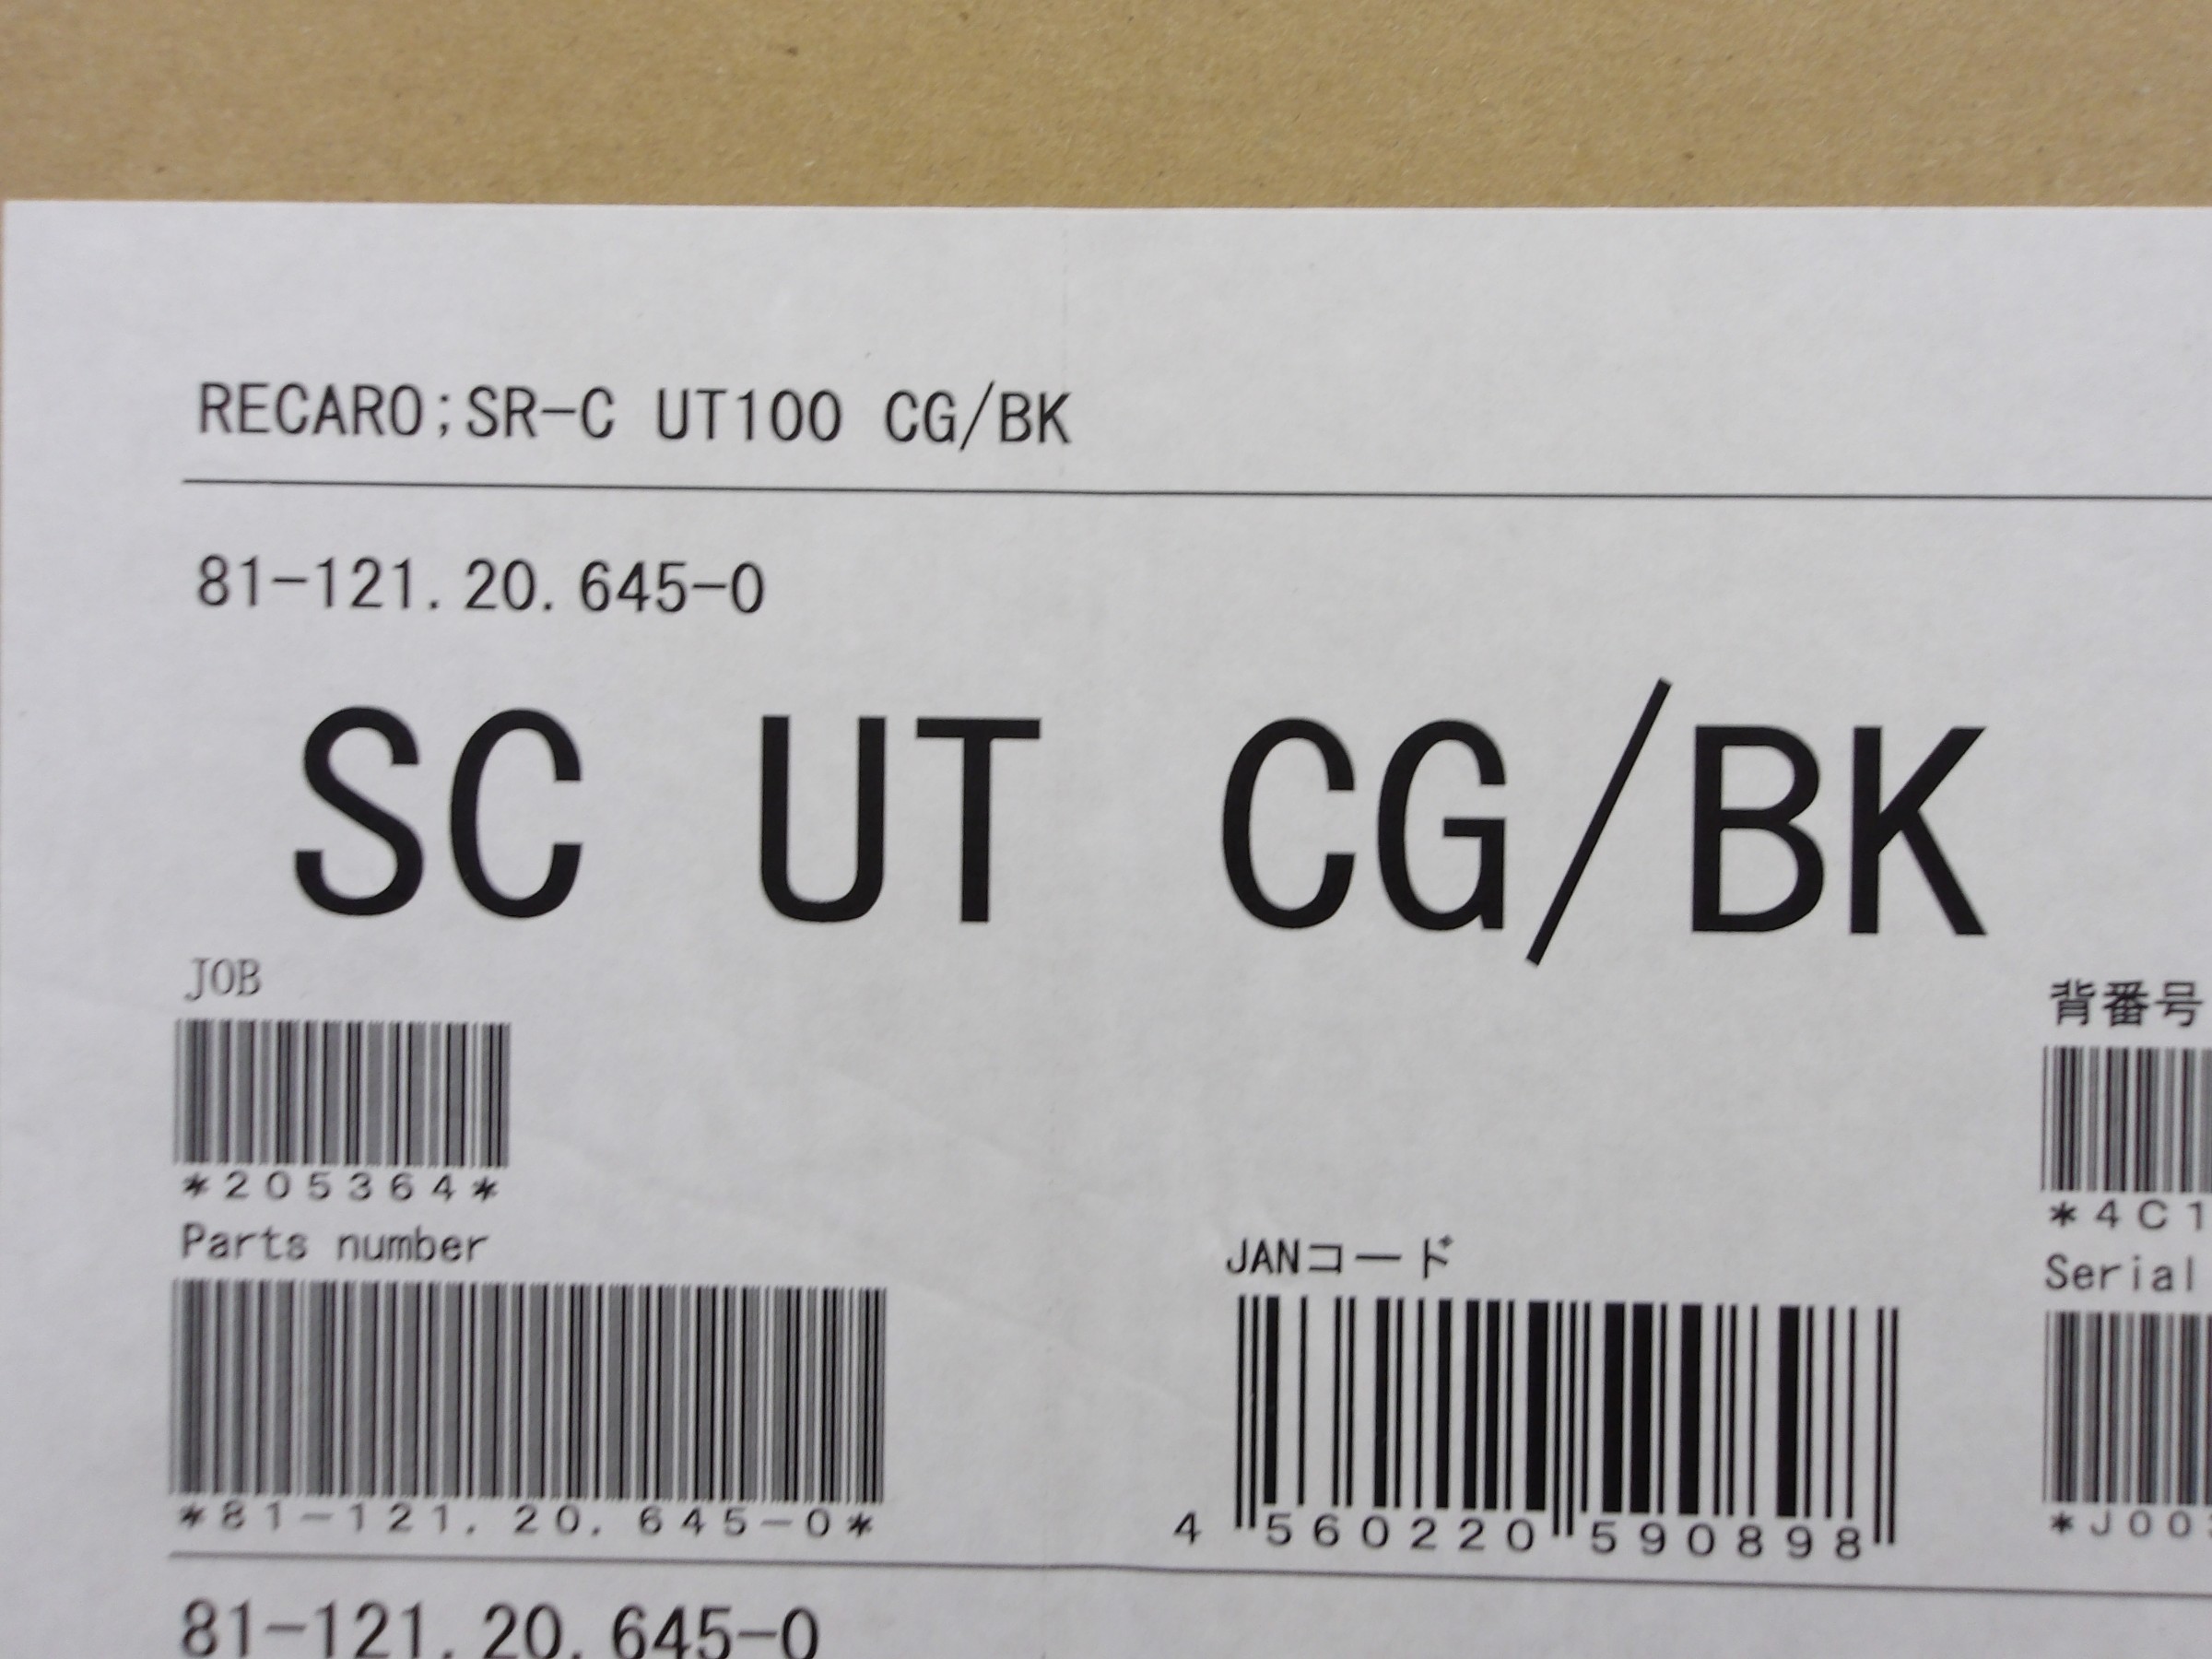 RECARO;SR-C UT100 CG/BK
81-121.20.645-0
SC UT CG/BK
JOB
*205364*
背番号
*4C1
Parts number
*81-121.20.645-0*
JANコード
4 560220 590898
Serial
*J00
81-121.20.645-0